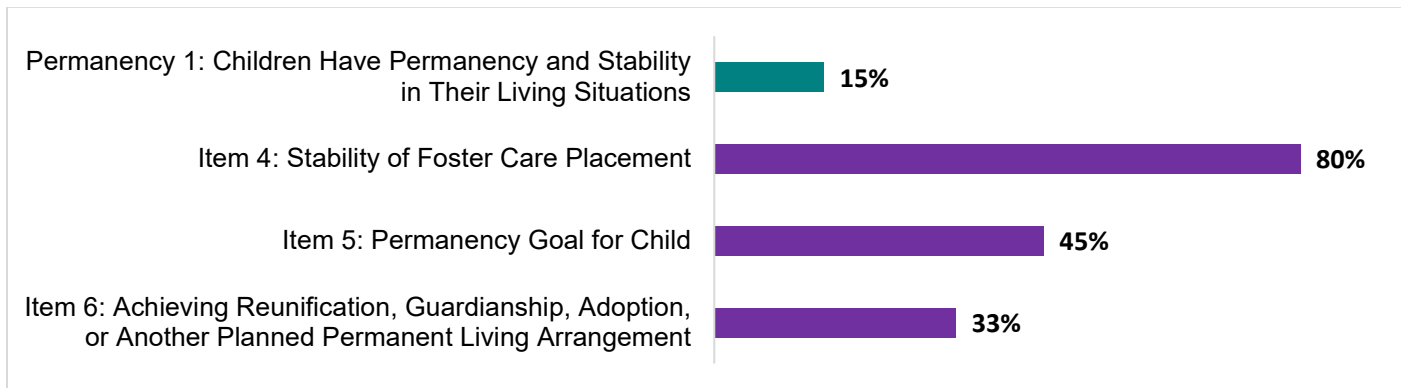 Permanency 1: Children Have Permanency and Stability
in Their Living Situations
15%
Item 4: Stability of Foster Care Placement
80%
Item 5: Permanency Goal for Child
45%
Item 6: Achieving Reunification, Guardianship, Adoption,
or Another Planned Permanent Living Arrangement
33%